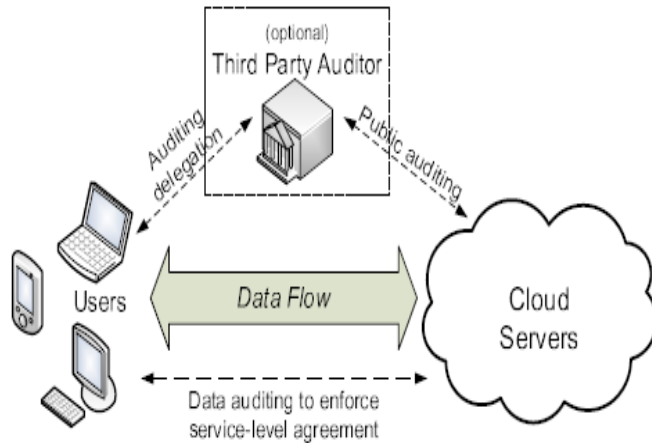 (optional)
Third Party Auditor
Auditing
delegation
Public auditing
Users
Data Flow
Cloud
Servers
Data auditing to enforce
service-level agreement